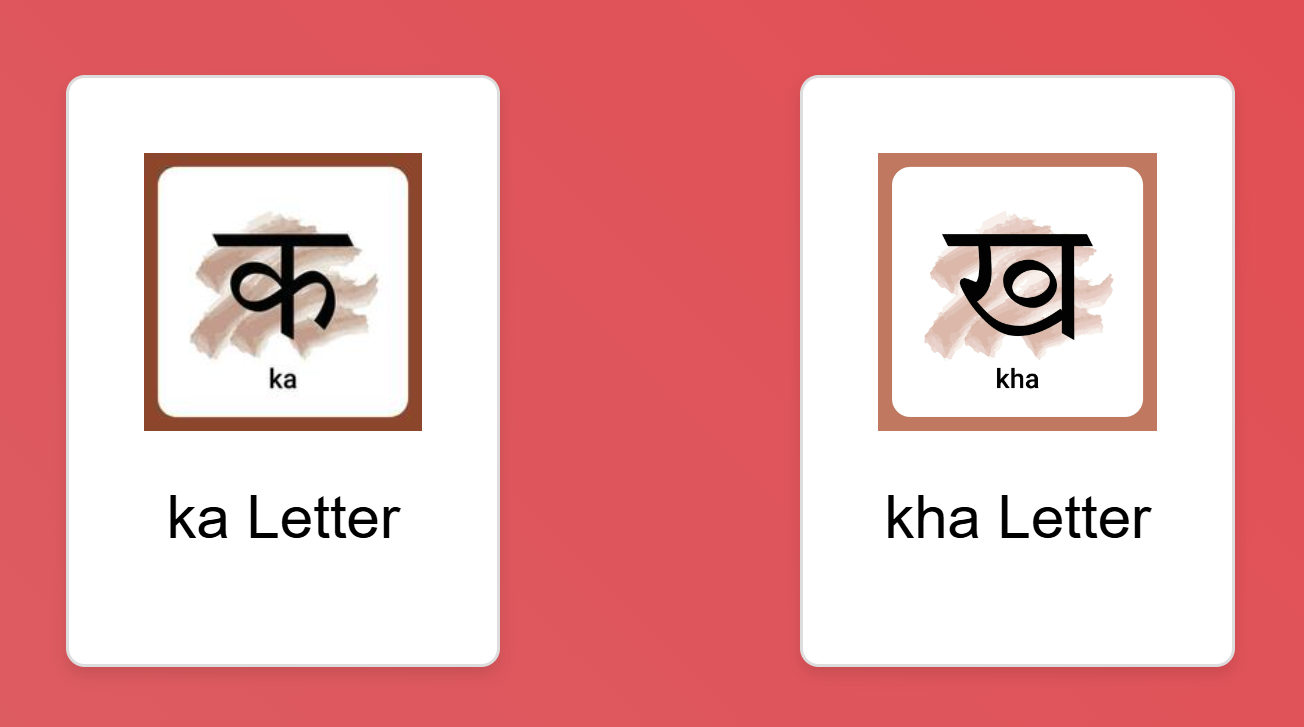 क
ka
ka Letter
ख
kha
kha Letter